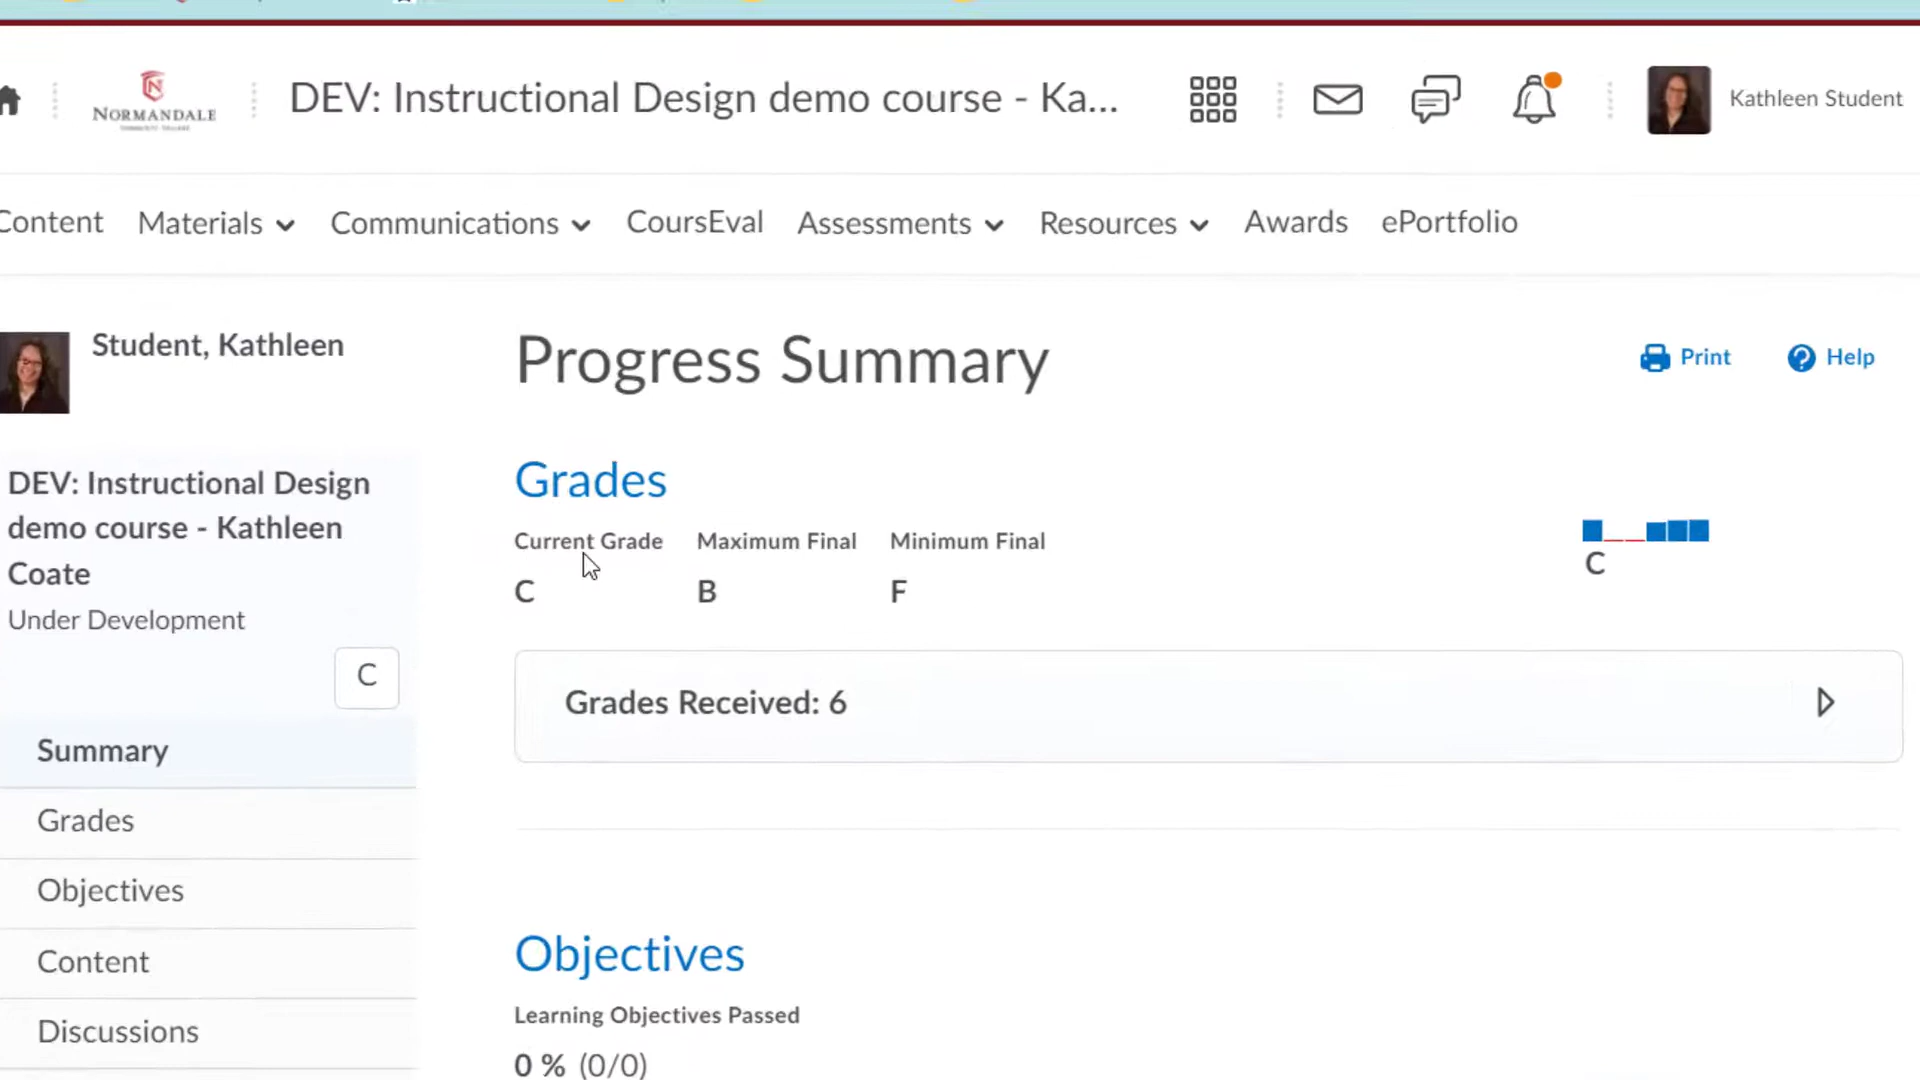 NORMANDALE
DEV: Instructional Design demo course - Ka...
Kathleen Student
Content
Materials
Communications
CoursEval
Assessments
Resources
Awards
ePortfolio
Student, Kathleen
DEV: Instructional Design
demo course - Kathleen
Coate
Under Development
C
Summary
Grades
Objectives
Content
Discussions
Progress Summary
Print
Help
Grades
Current Grade
Maximum Final
Minimum Final
C
B
F
C
Grades Received: 6
Objectives
Learning Objectives Passed
0 % (0/0)